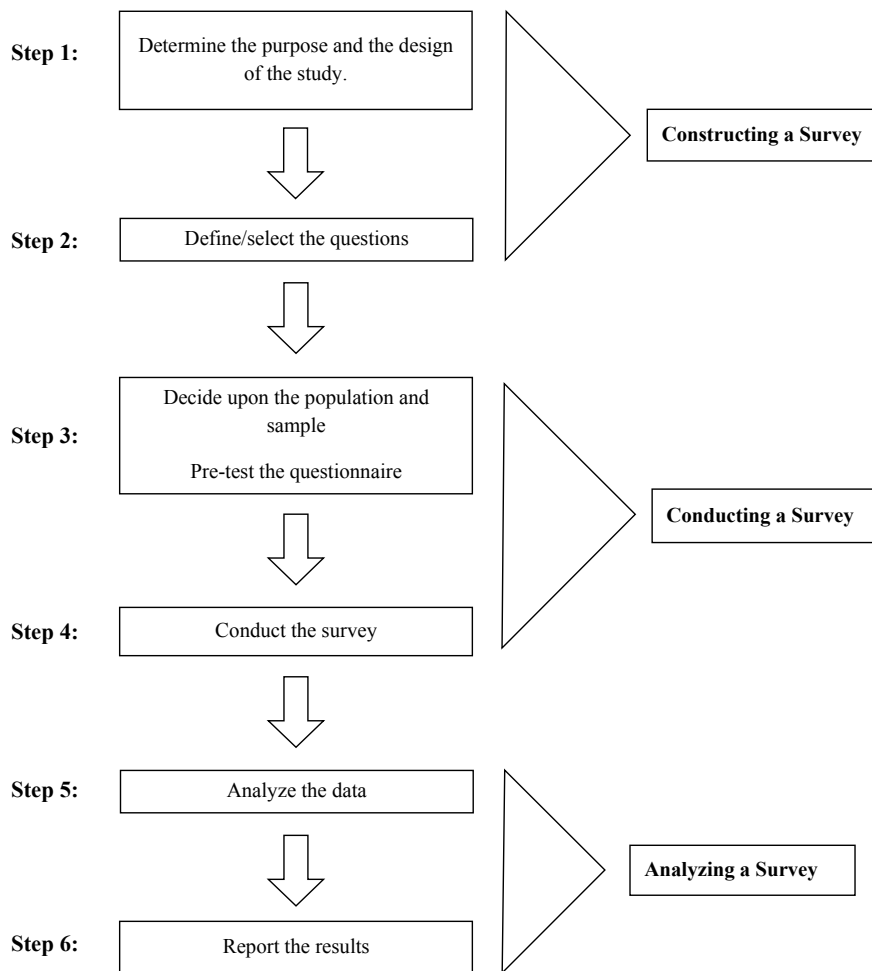 Step 1:
Determine the purpose and the design
of the study.
Constructing a Survey
Step 2:
Define/select the questions
Step 3:
Decide upon the population and
sample
Pre-test the questionnaire
Conducting a Survey
Step 4:
Conduct the survey
Step 5:
Analyze the data
Analyzing a Survey
Step 6:
Report the results